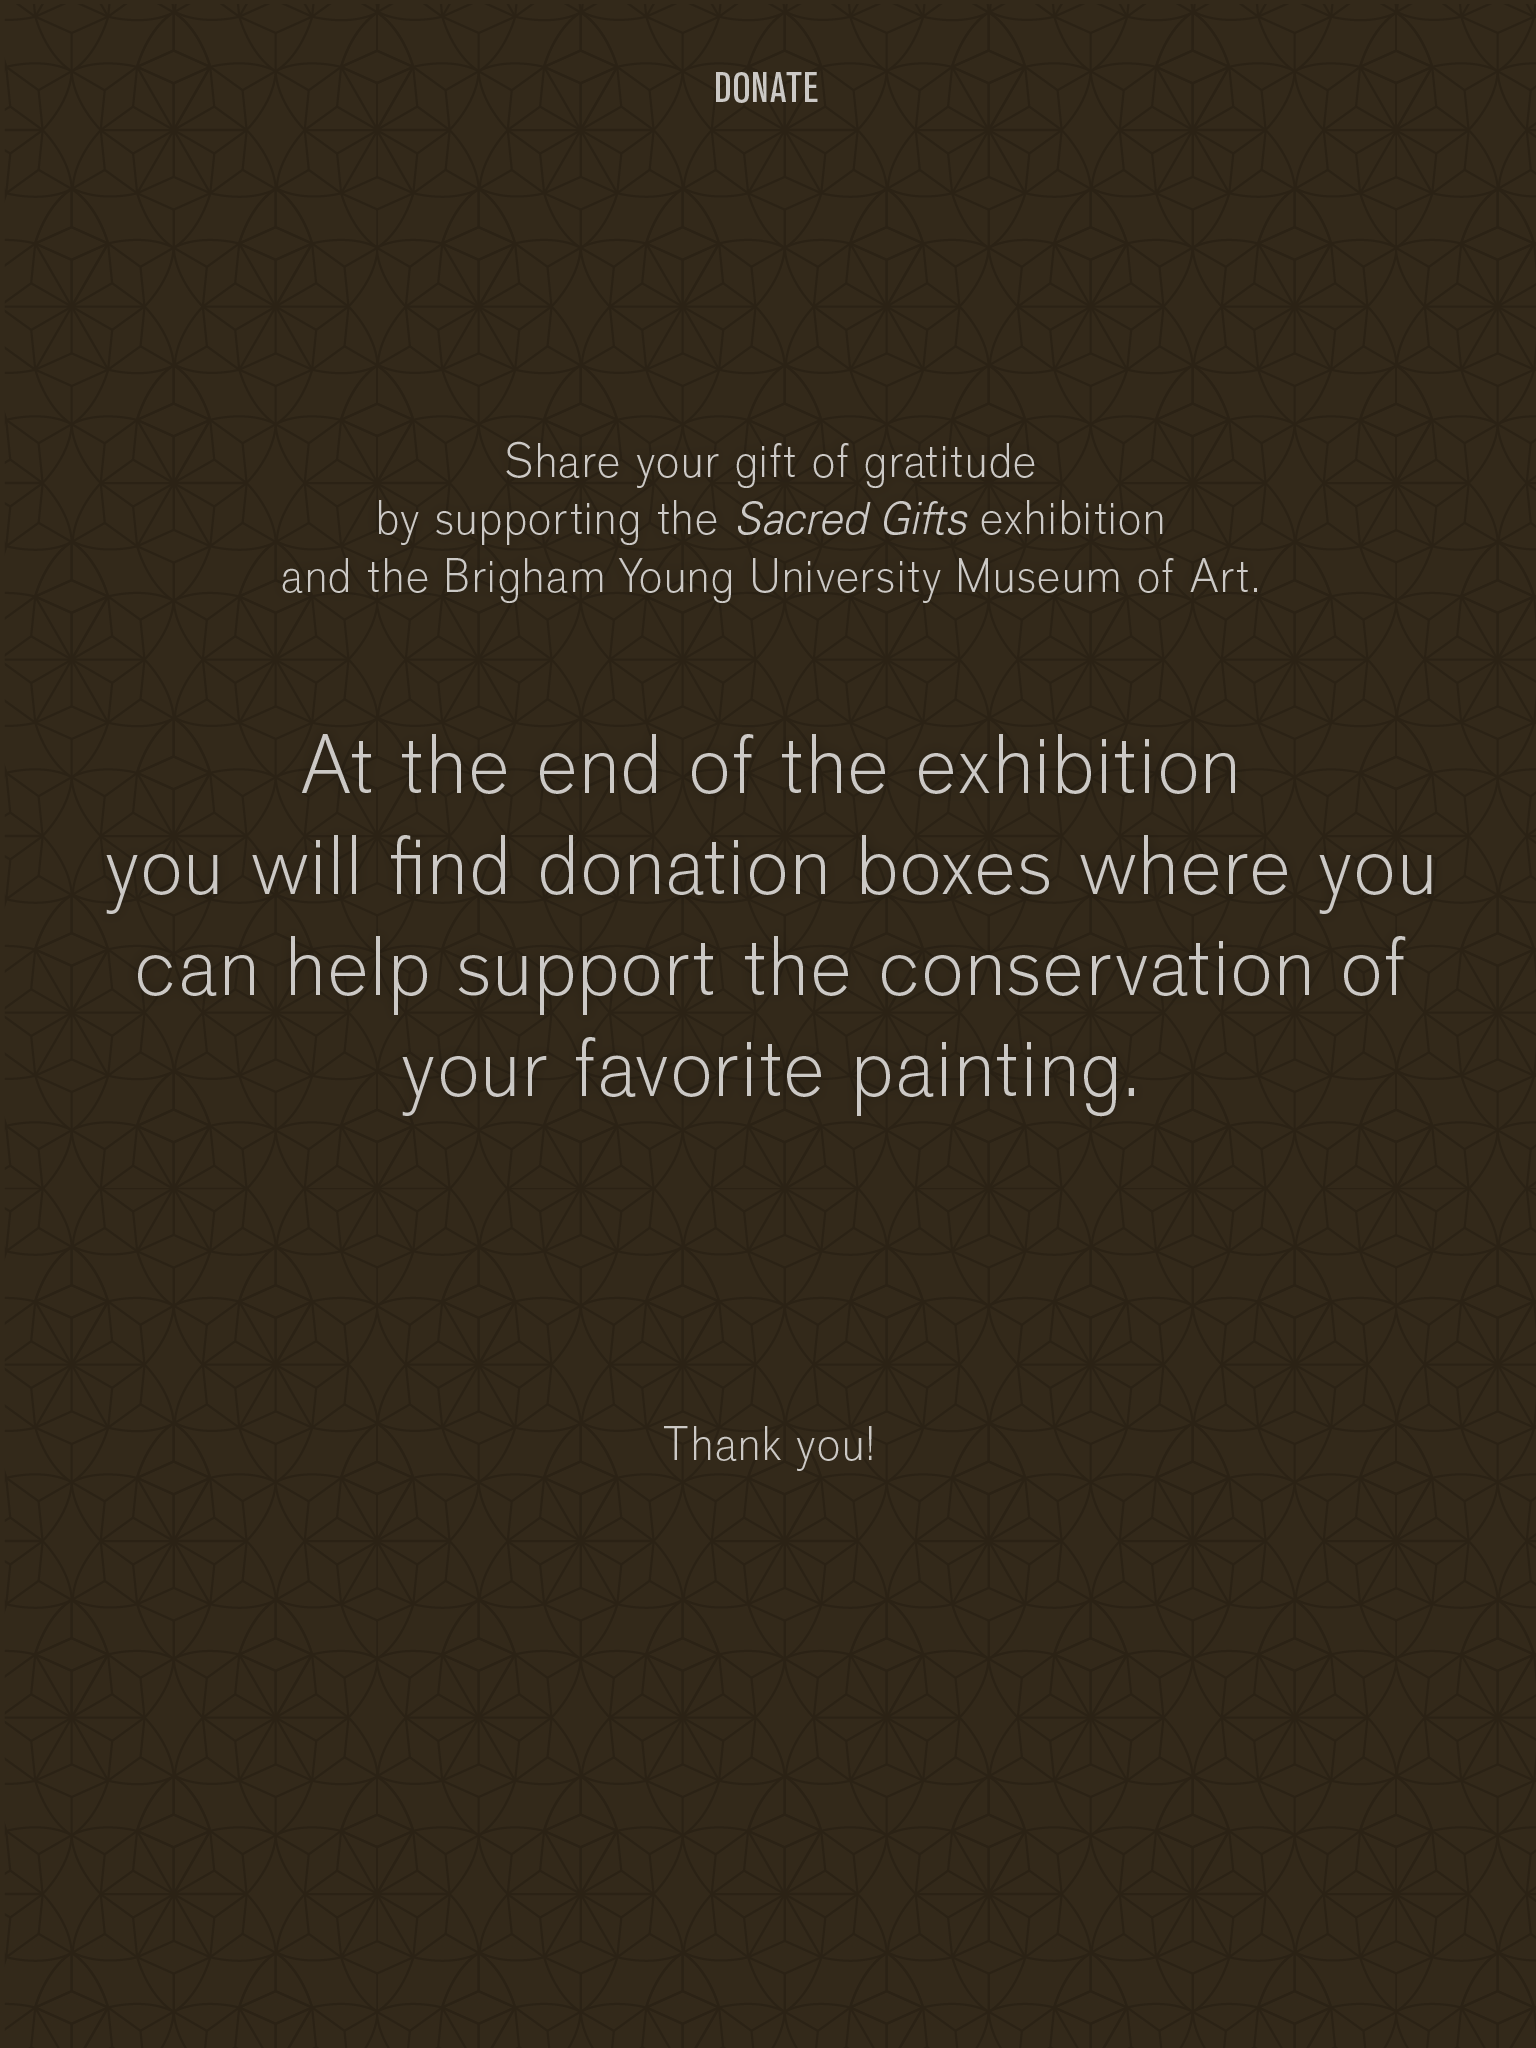 DONATE
Share your gift of gratitude
by supporting the Sacred Gifts exhibition
and the Brigham Young University Museum of Art.
At the end of the exhibition
you will find donation boxes where you
can help support the conservation of
your favorite painting.
Thank you!